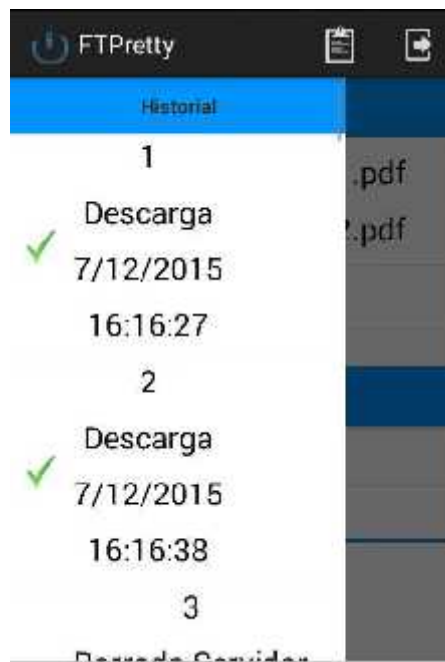 FTPretty
Historial
1
.pdf
Descarga
2.pdf
7/12/2015
16:16:27
2
Descarga
7/12/2015
16:16:38
3